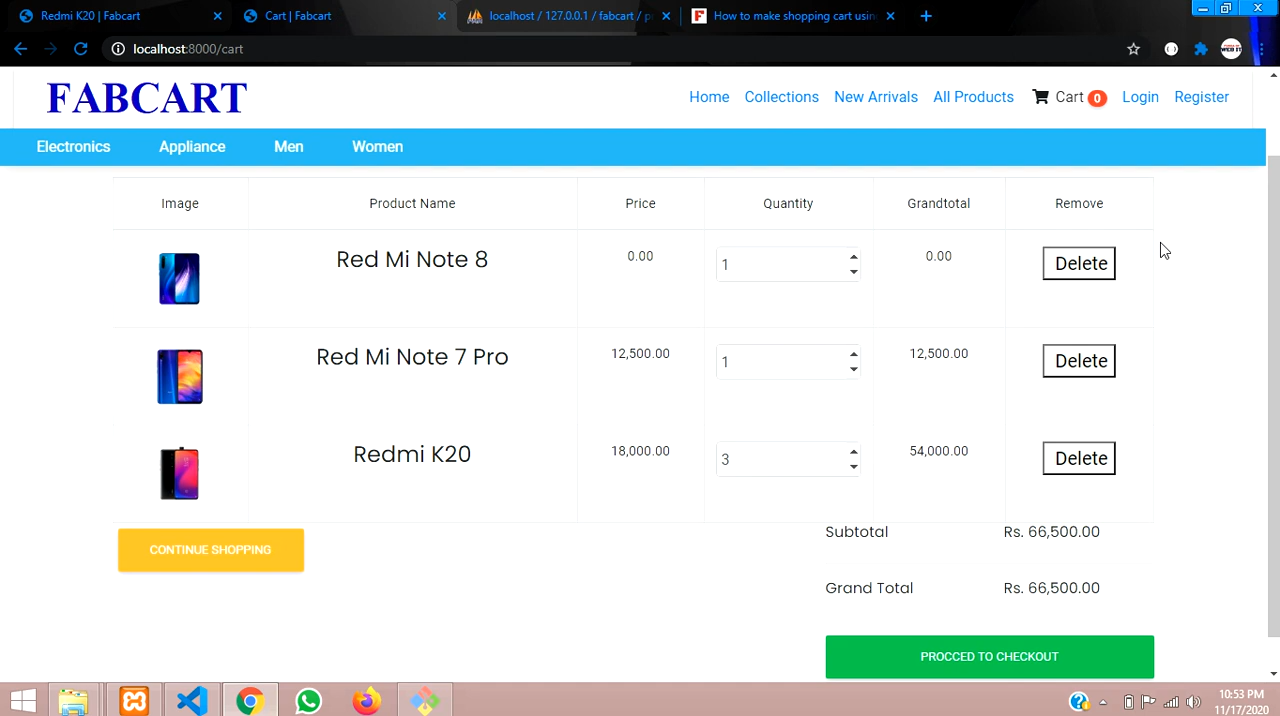 Redmi K20 | Fabcart
Cart | Fabcart
localhost / 127.0.0.1 / fabcart / p
How to make shopping cart usin
localhost:8000/cart
FABCART
Home Collections New Arrivals All Products Cart 0 Login Register
Electronics Appliance Men Women
Image Product Name Price Quantity Grandtotal Remove
Red Mi Note 8 0.00 1 0.00 Delete
Red Mi Note 7 Pro 12,500.00 1 12,500.00 Delete
Redmi K20 18,000.00 3 54,000.00 Delete
CONTINUE SHOPPING
Subtotal Rs. 66,500.00
Grand Total Rs. 66,500.00
PROCCED TO CHECKOUT
10:53 PM
11/17/2020